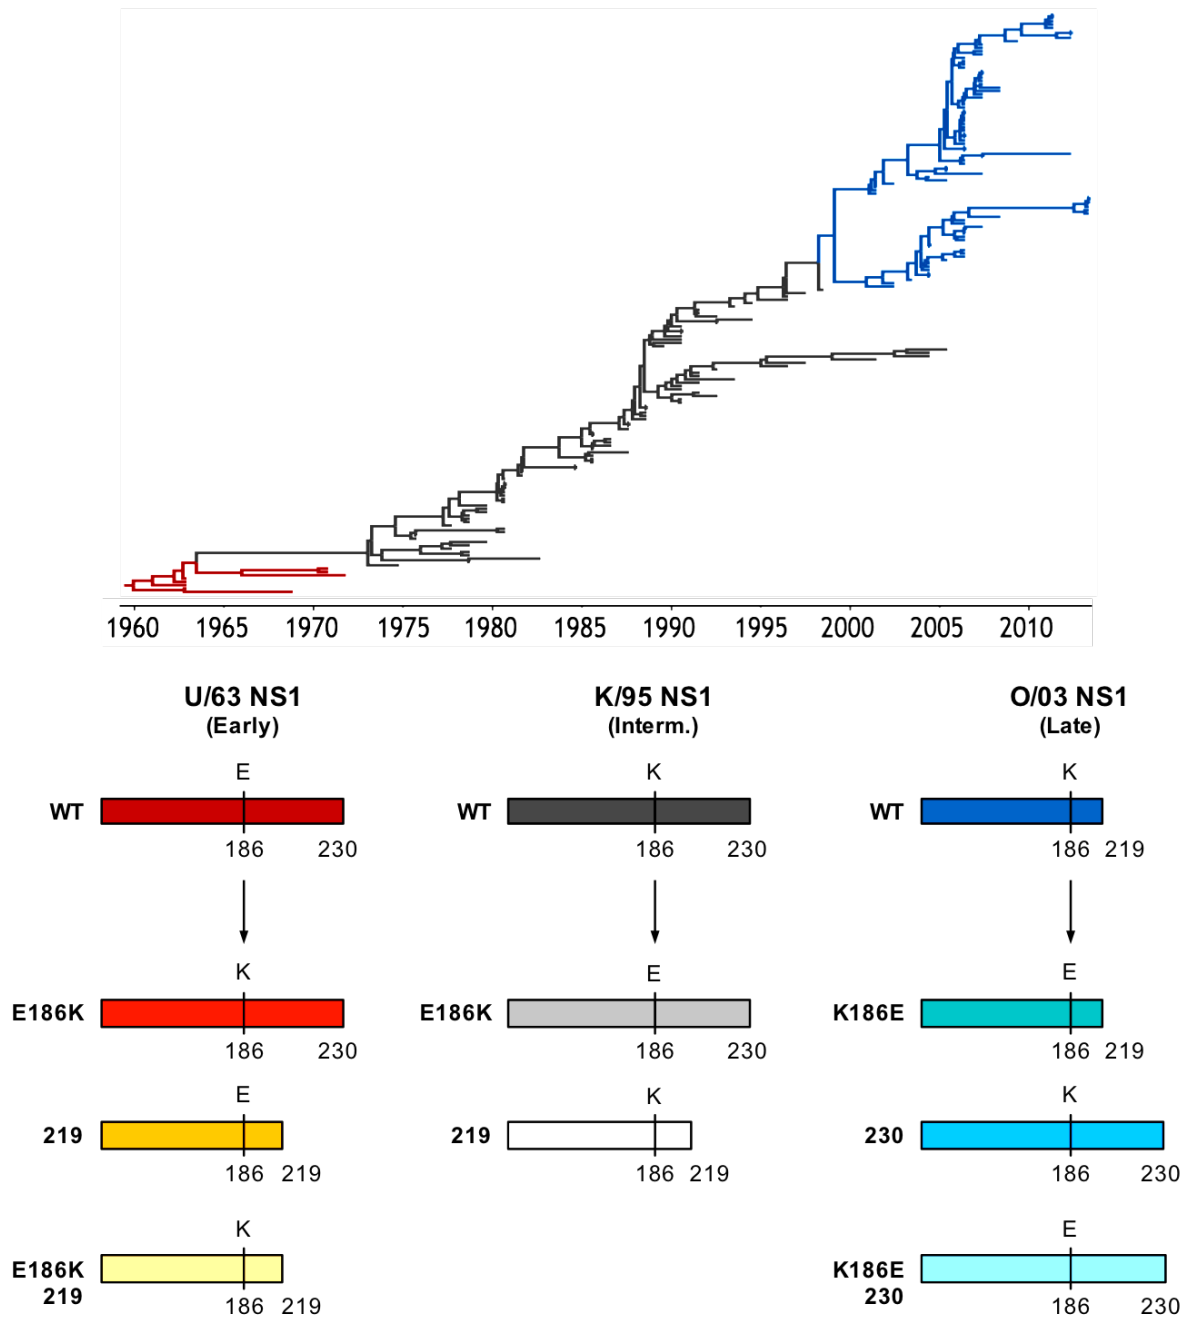 1960 1965 1970 1975 1980 1985 1990 1995 2000 2005 2010
U/63 NS1 K/95 NS1 O/03 NS1
(Early) (Interm.) (Late)
E K K
WT WT WT
186 230 186 230 186 219
K E E
E186K E186K K186E
186 230 186 230 186 219
E K K
219 219 230
186 219 186 219 186 230
K E
E186K K186E
219 230
186 219 186 230